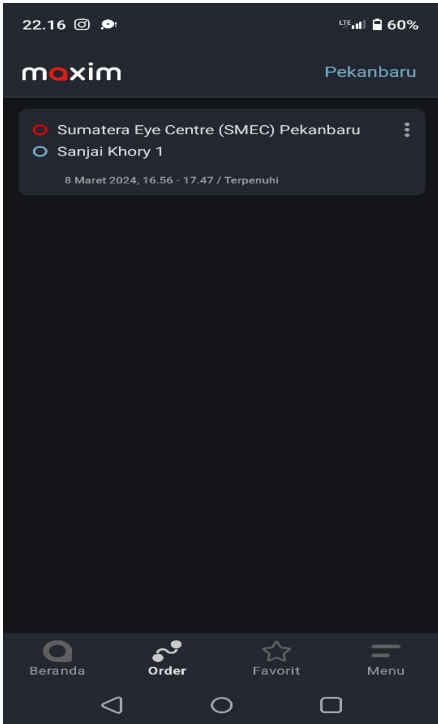 22.16 LTE 60%
maxim Pekanbaru
Sumatera Eye Centre (SMEC) Pekanbaru
Sanjai Khory 1
8 Maret 2024, 16.56 - 17.47 / Terpenuhi
Beranda Order Favorit Menu